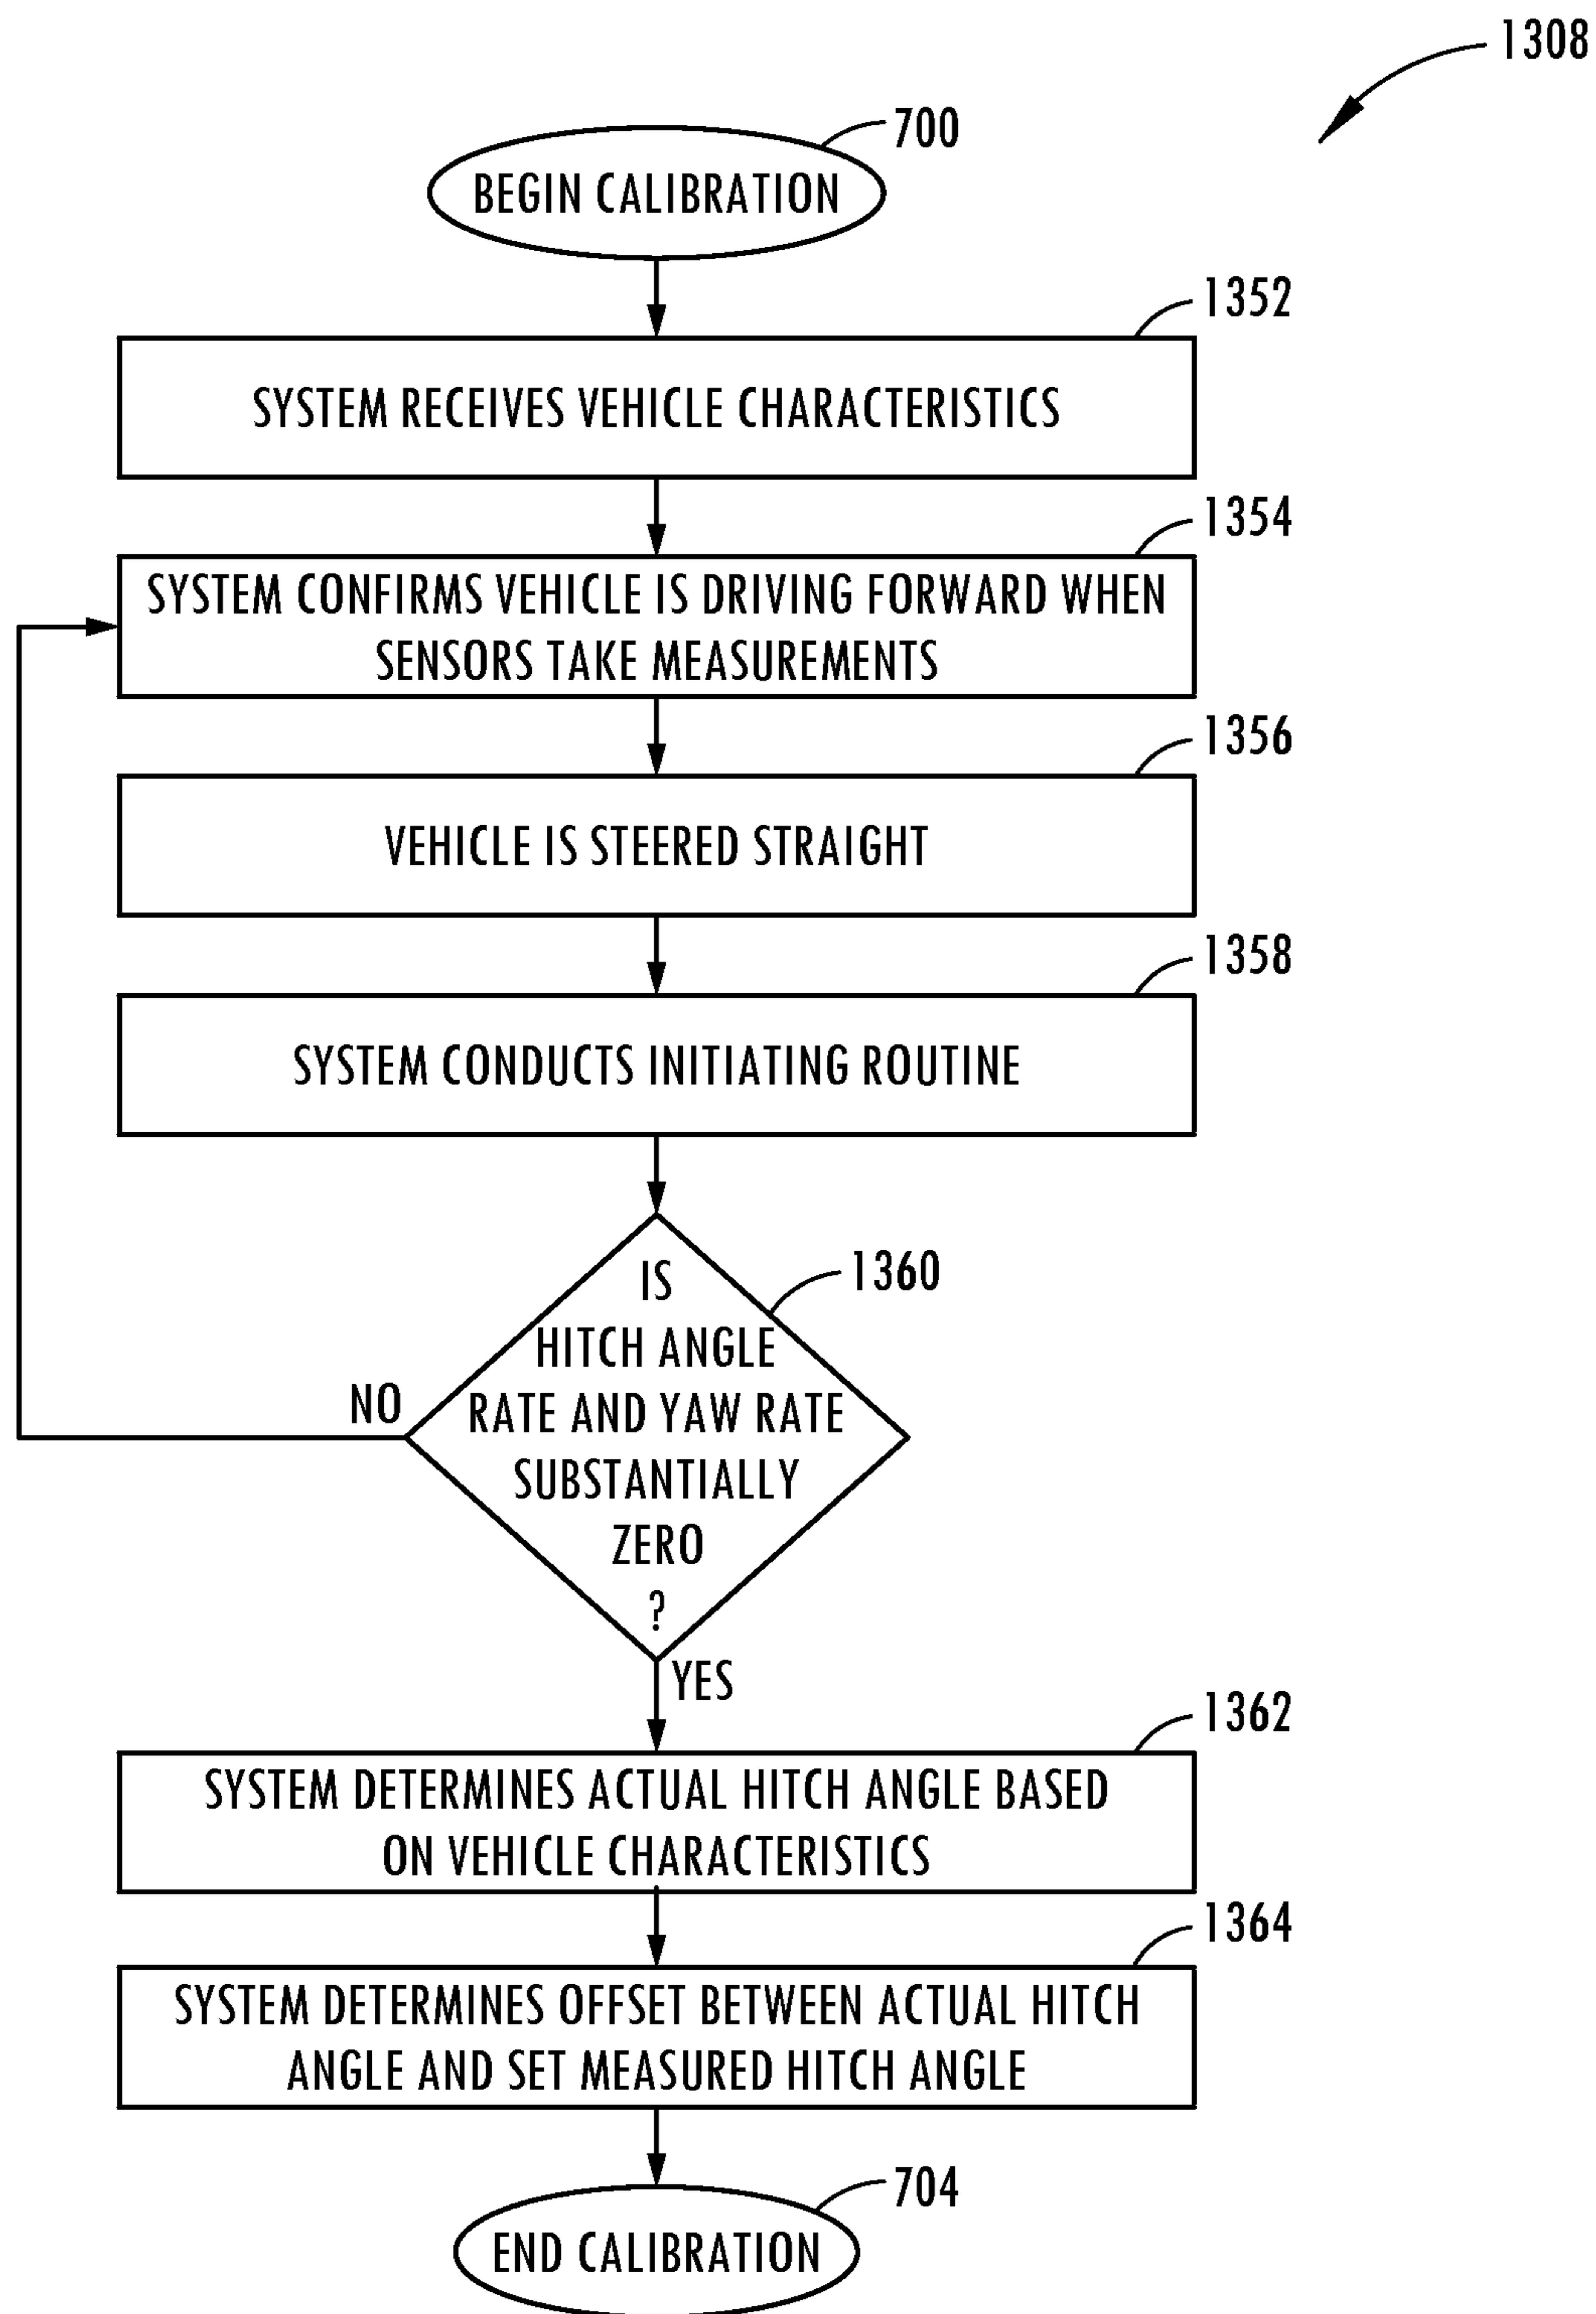 1308
700
BEGIN CALIBRATION
1352
SYSTEM RECEIVES VEHICLE CHARACTERISTICS
1354
SYSTEM CONFIRMS VEHICLE IS DRIVING FORWARD WHEN
SENSORS TAKE MEASUREMENTS
1356
VEHICLE IS STEERED STRAIGHT
1358
SYSTEM CONDUCTS INITIATING ROUTINE
1360
IS
HITCH ANGLE
RATE AND YAW RATE
SUBSTANTIALLY
ZERO
?
NO
YES
1362
SYSTEM DETERMINES ACTUAL HITCH ANGLE BASED
ON VEHICLE CHARACTERISTICS
1364
SYSTEM DETERMINES OFFSET BETWEEN ACTUAL HITCH
ANGLE AND SET MEASURED HITCH ANGLE
704
END CALIBRATION